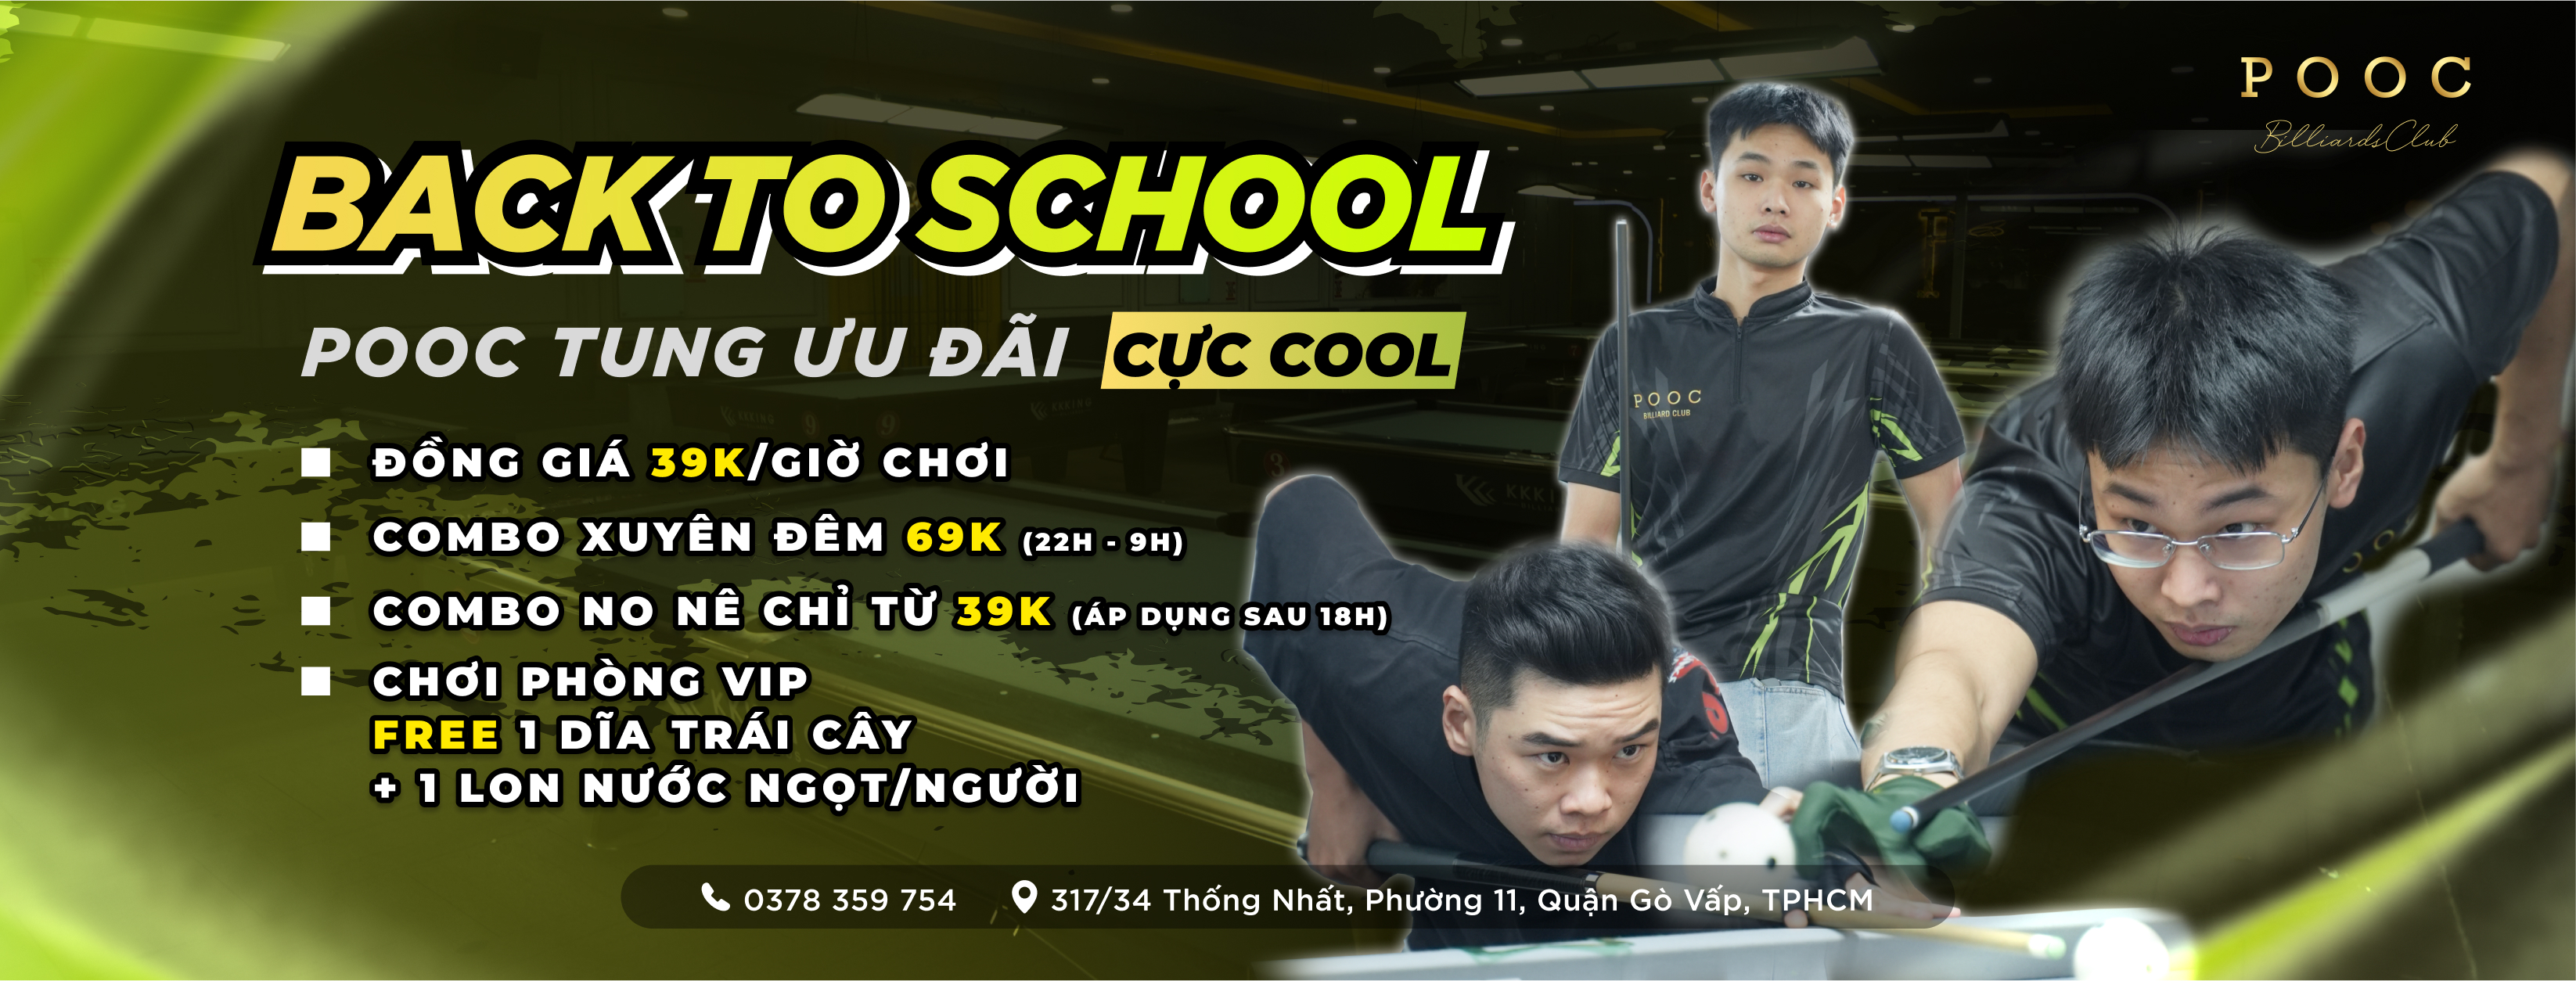 POOC
Billiards Club
BACK TO SCHOOL
POOC TUNG ƯU ĐÃI CỰC COOL
ĐỒNG GIÁ 39K/GIỜ CHƠI
COMBO XUYÊN ĐÊM 69K (22H - 9H)
COMBO NO NÊ CHỈ TỪ 39K (ÁP DỤNG SAU 18H)
CHƠI PHÒNG VIP
FREE 1 DĨA TRÁI CÂY
+ 1 LON NƯỚC NGỌT/NGƯỜI
POOC
BILLIARD CLUB
0378 359 754
317/34 Thống Nhất, Phường 11, Quận Gò Vấp, TPHCM